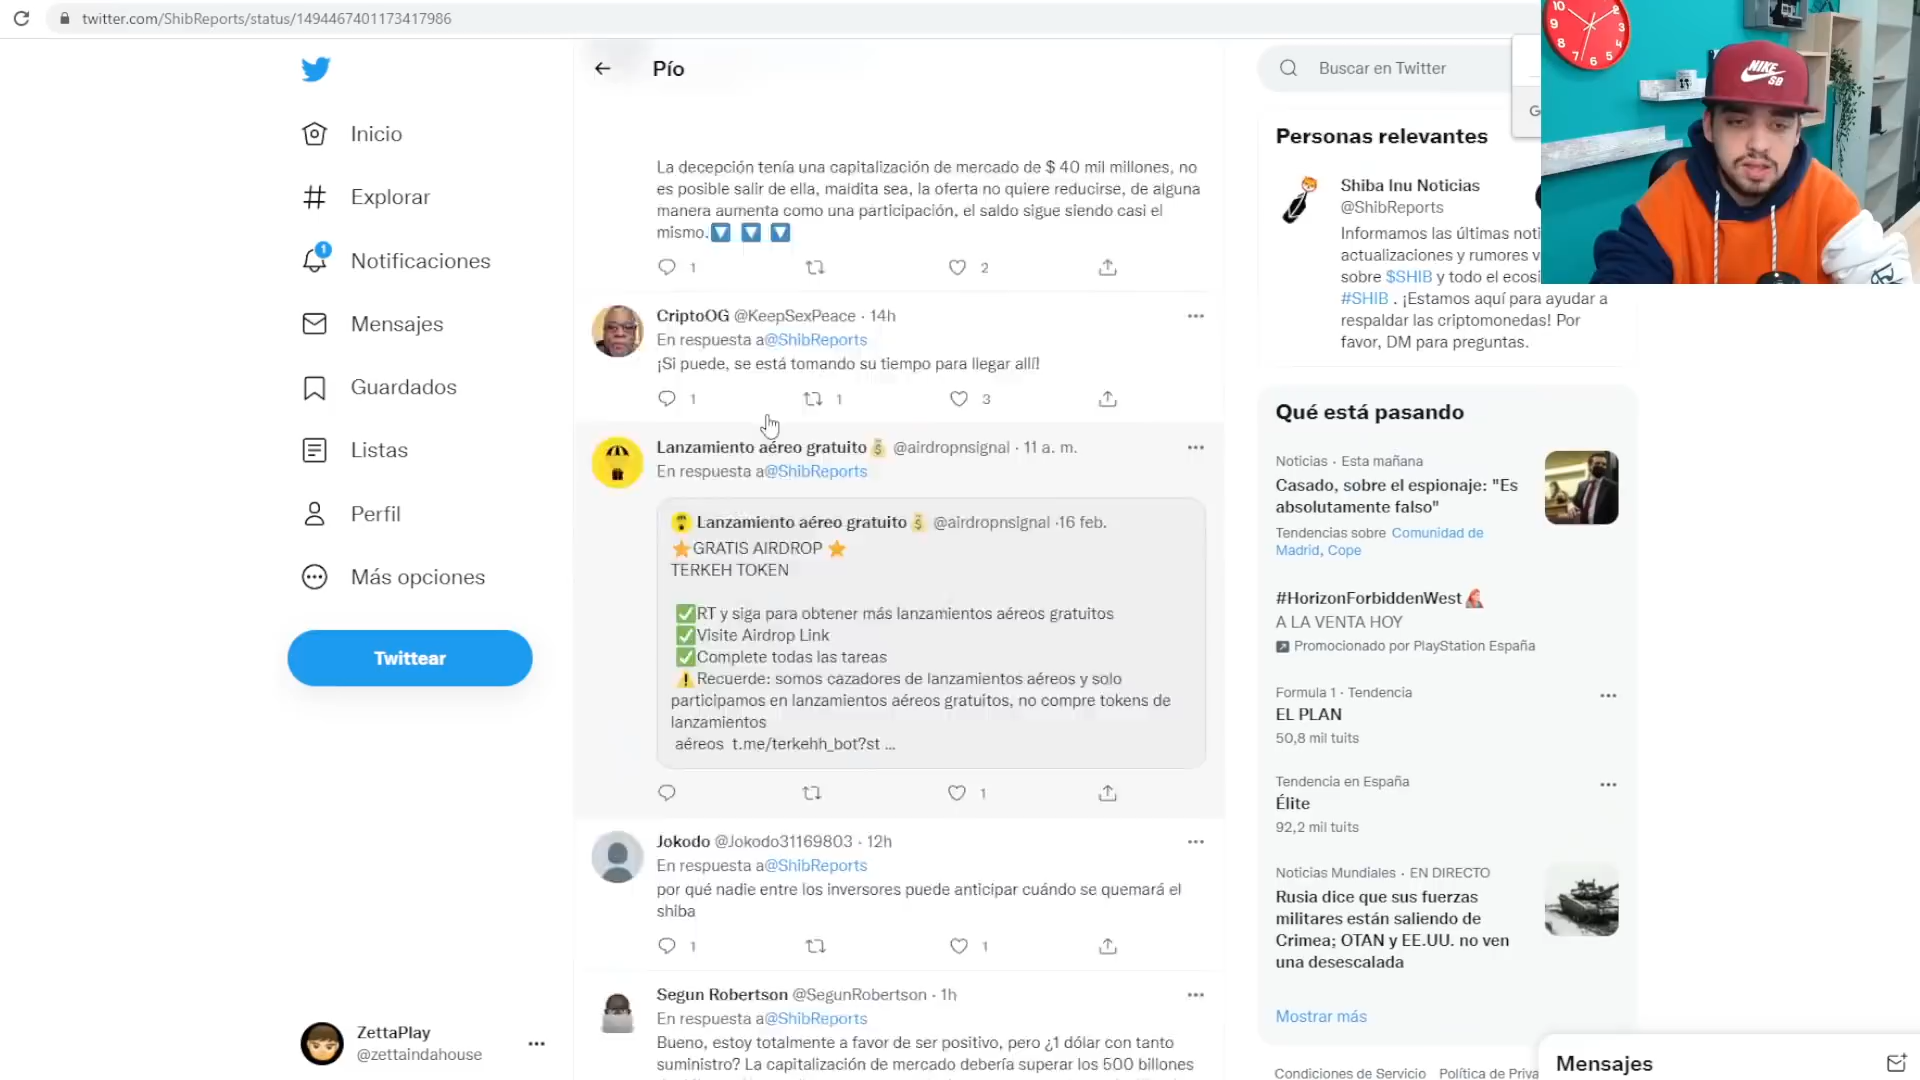 twitter.com/ShibReports/status/1494467401173417986
Inicio
Explorar
1
Notificaciones
Mensajes
Guardados
Listas
Perfil
Más opciones
Twittear
ZettaPlay
@zettaindahouse
Pío
La decepción tenía una capitalización de mercado de $ 40 mil millones, no
es posible salir de ella, maldita sea, la oferta no quiere reducirse, de alguna
manera aumenta como una participación, el saldo sigue siendo casi el
mismo.
1 2
CriptoOG @KeepSexPeace · 14h
En respuesta a@ShibReports
¡Si puede, se está tomando su tiempo para llegar allí!
1 1 3
Lanzamiento aéreo gratuito @airdropnsignal · 11 a. m.
En respuesta a@ShibReports
Lanzamiento aéreo gratuito @airdropnsignal ·16 feb.
GRATIS AIRDROP
TERKEH TOKEN
RT y siga para obtener más lanzamientos aéreos gratuitos
Visite Airdrop Link
Complete todas las tareas
Recuerde: somos cazadores de lanzamientos aéreos y solo
participamos en lanzamientos aéreos gratuitos, no compre tokens de
lanzamientos
aéreos t.me/terkehh_bot?st ...
1
Jokodo @Jokodo31169803 · 12h
En respuesta a@ShibReports
por qué nadie entre los inversores puede anticipar cuándo se quemará el
shiba
1 1
Segun Robertson @SegunRobertson · 1h
En respuesta a@ShibReports
Bueno, estoy totalmente a favor de ser positivo, pero ¿1 dólar con tanto
suministro? La capitalización de mercado debería superar los 500 billones
Buscar en Twitter
G
Personas relevantes
Shiba Inu Noticias
@ShibReports
Informamos las últimas noti
actualizaciones y rumores v
sobre $SHIB y todo el ecosi
#SHIB . ¡Estamos aquí para ayudar a
respaldar las criptomonedas! Por
favor, DM para preguntas.
Qué está pasando
Noticias · Esta mañana
Casado, sobre el espionaje: "Es
absolutamente falso"
Tendencias sobre Comunidad de
Madrid, Cope
#HorizonForbiddenWest
A LA VENTA HOY
Promocionado por PlayStation España
Formula 1 · Tendencia
EL PLAN
50,8 mil tuits
Tendencia en España
Élite
92,2 mil tuits
Noticias Mundiales · EN DIRECTO
Rusia dice que sus fuerzas
militares están saliendo de
Crimea; OTAN y EE.UU. no ven
una desescalada
Mostrar más
Condiciones de Servicio Política de Priva
Mensajes
10 2
9 3
8 4
7 6 5
NIKE
SB